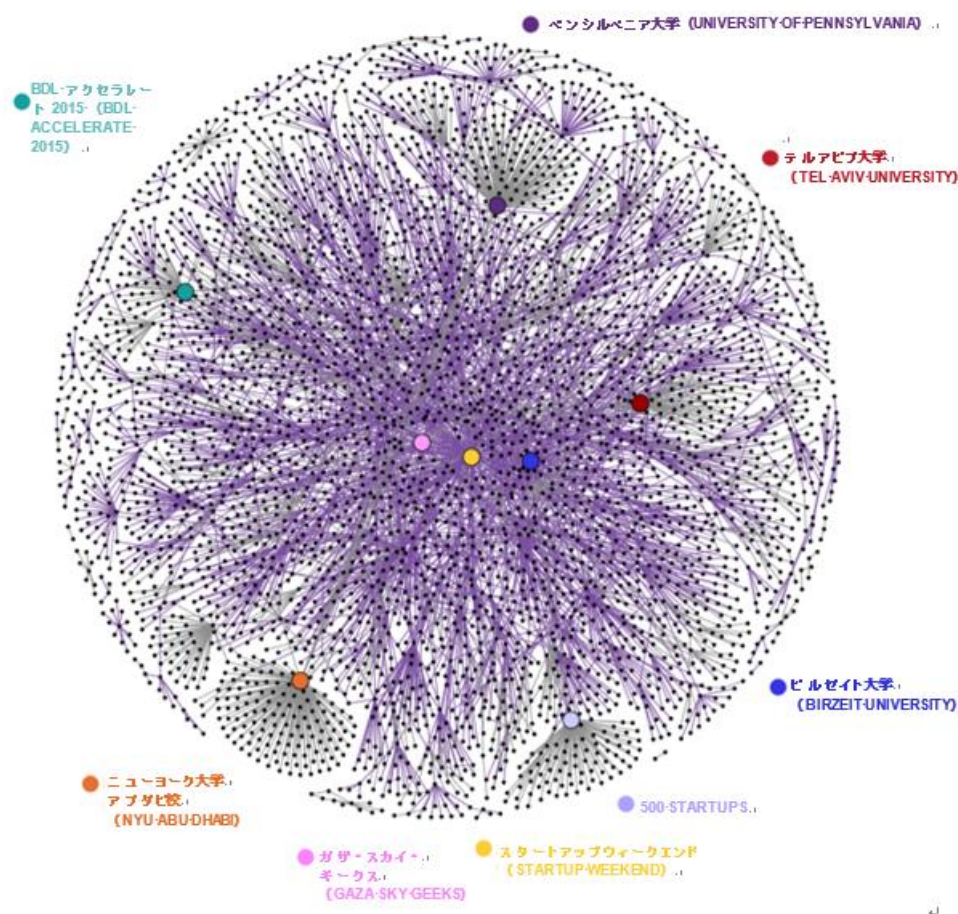 ペンシルベニア大学 (UNIVERSITY OF PENNSYLVANIA)
BDL アクセラレー
ト 2015 (BDL-
ACCELERATE
2015)
テルアビブ大学
(TEL AVIV UNIVERSITY)
ビルゼイト大学
(BIRZEIT UNIVERSITY)
ニューヨーク大学
アブダビ校
(NYU ABU DHABI)
500 STARTUPS
ガザ・スカイ・
ギークス
(GAZA SKY GEEKS)
スタートアップウィークエンド
(STARTUP WEEKEND)